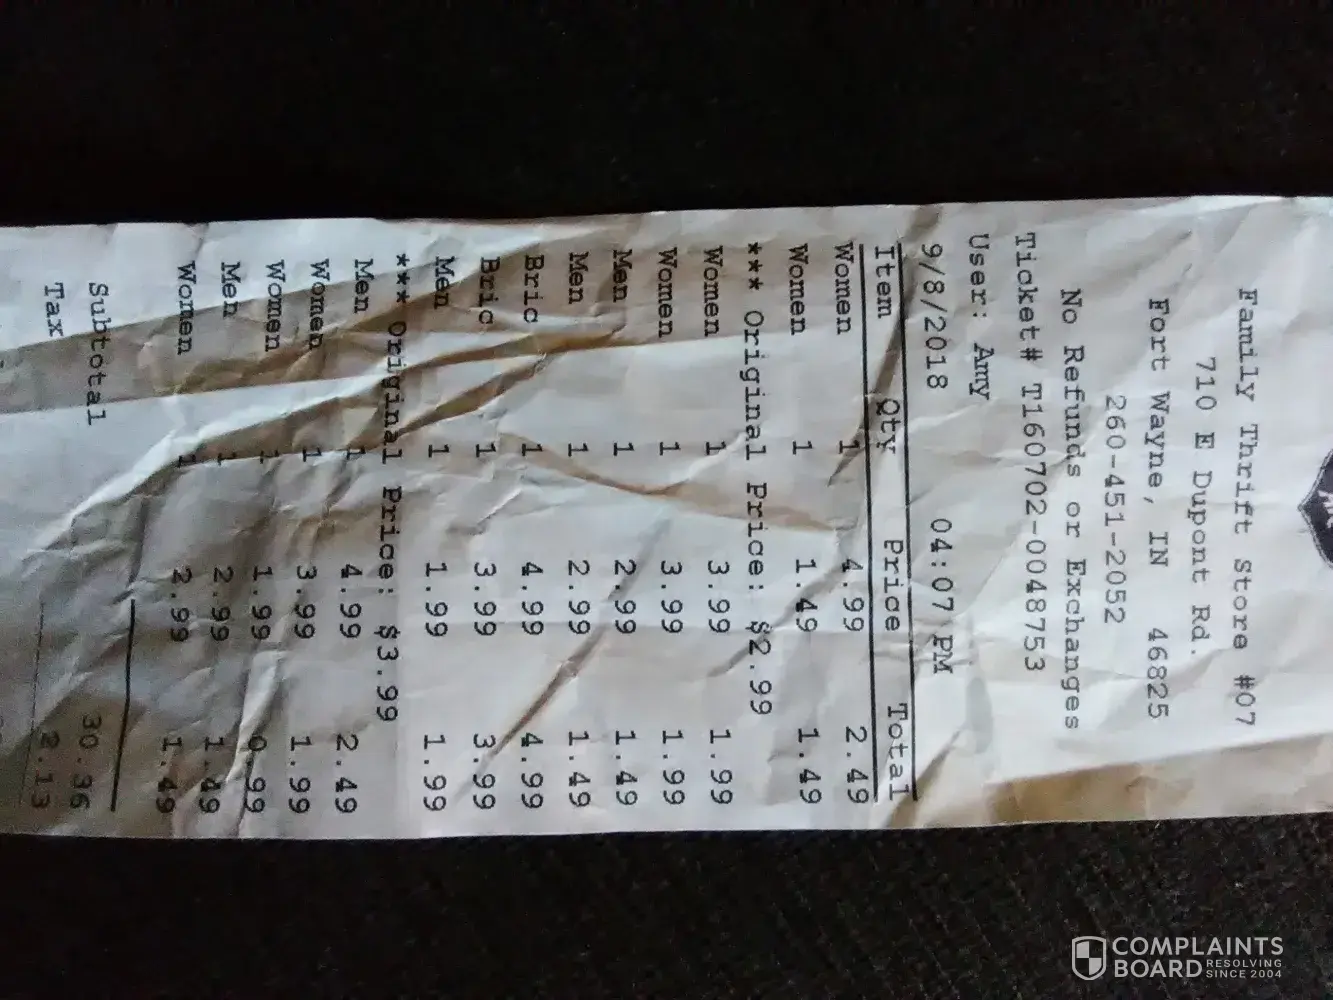 Family Thrift Store #07
710 E Dupont Rd.
Fort Wayne, IN 46825
260-451-2052
No Refunds or Exchanges
Ticket# T160702-0048753
User: Amy
9/8/2018 04:07 PM
Item Qty Price Total
Women 1 4.99 2.49
Women 1 1.49 1.49
*** Original Price: $2.99
Women 1 3.99 1.99
Women 1 3.99 1.99
Men 1 2.99 1.49
Men 1 2.99 1.49
Bric 1 4.99 4.99
Bric 1 3.99 3.99
Men 1 1.99 1.99
*** Original Price: $3.99
Men 1 4.99 2.49
Women 1 3.99 1.99
Women 1 1.99 0.99
Men 1 2.99 1.49
Women 1 2.99 1.49
Subtotal 30.36
Tax 2.13
COMPLAINTS
BOARD RESOLVING
SINCE 2004